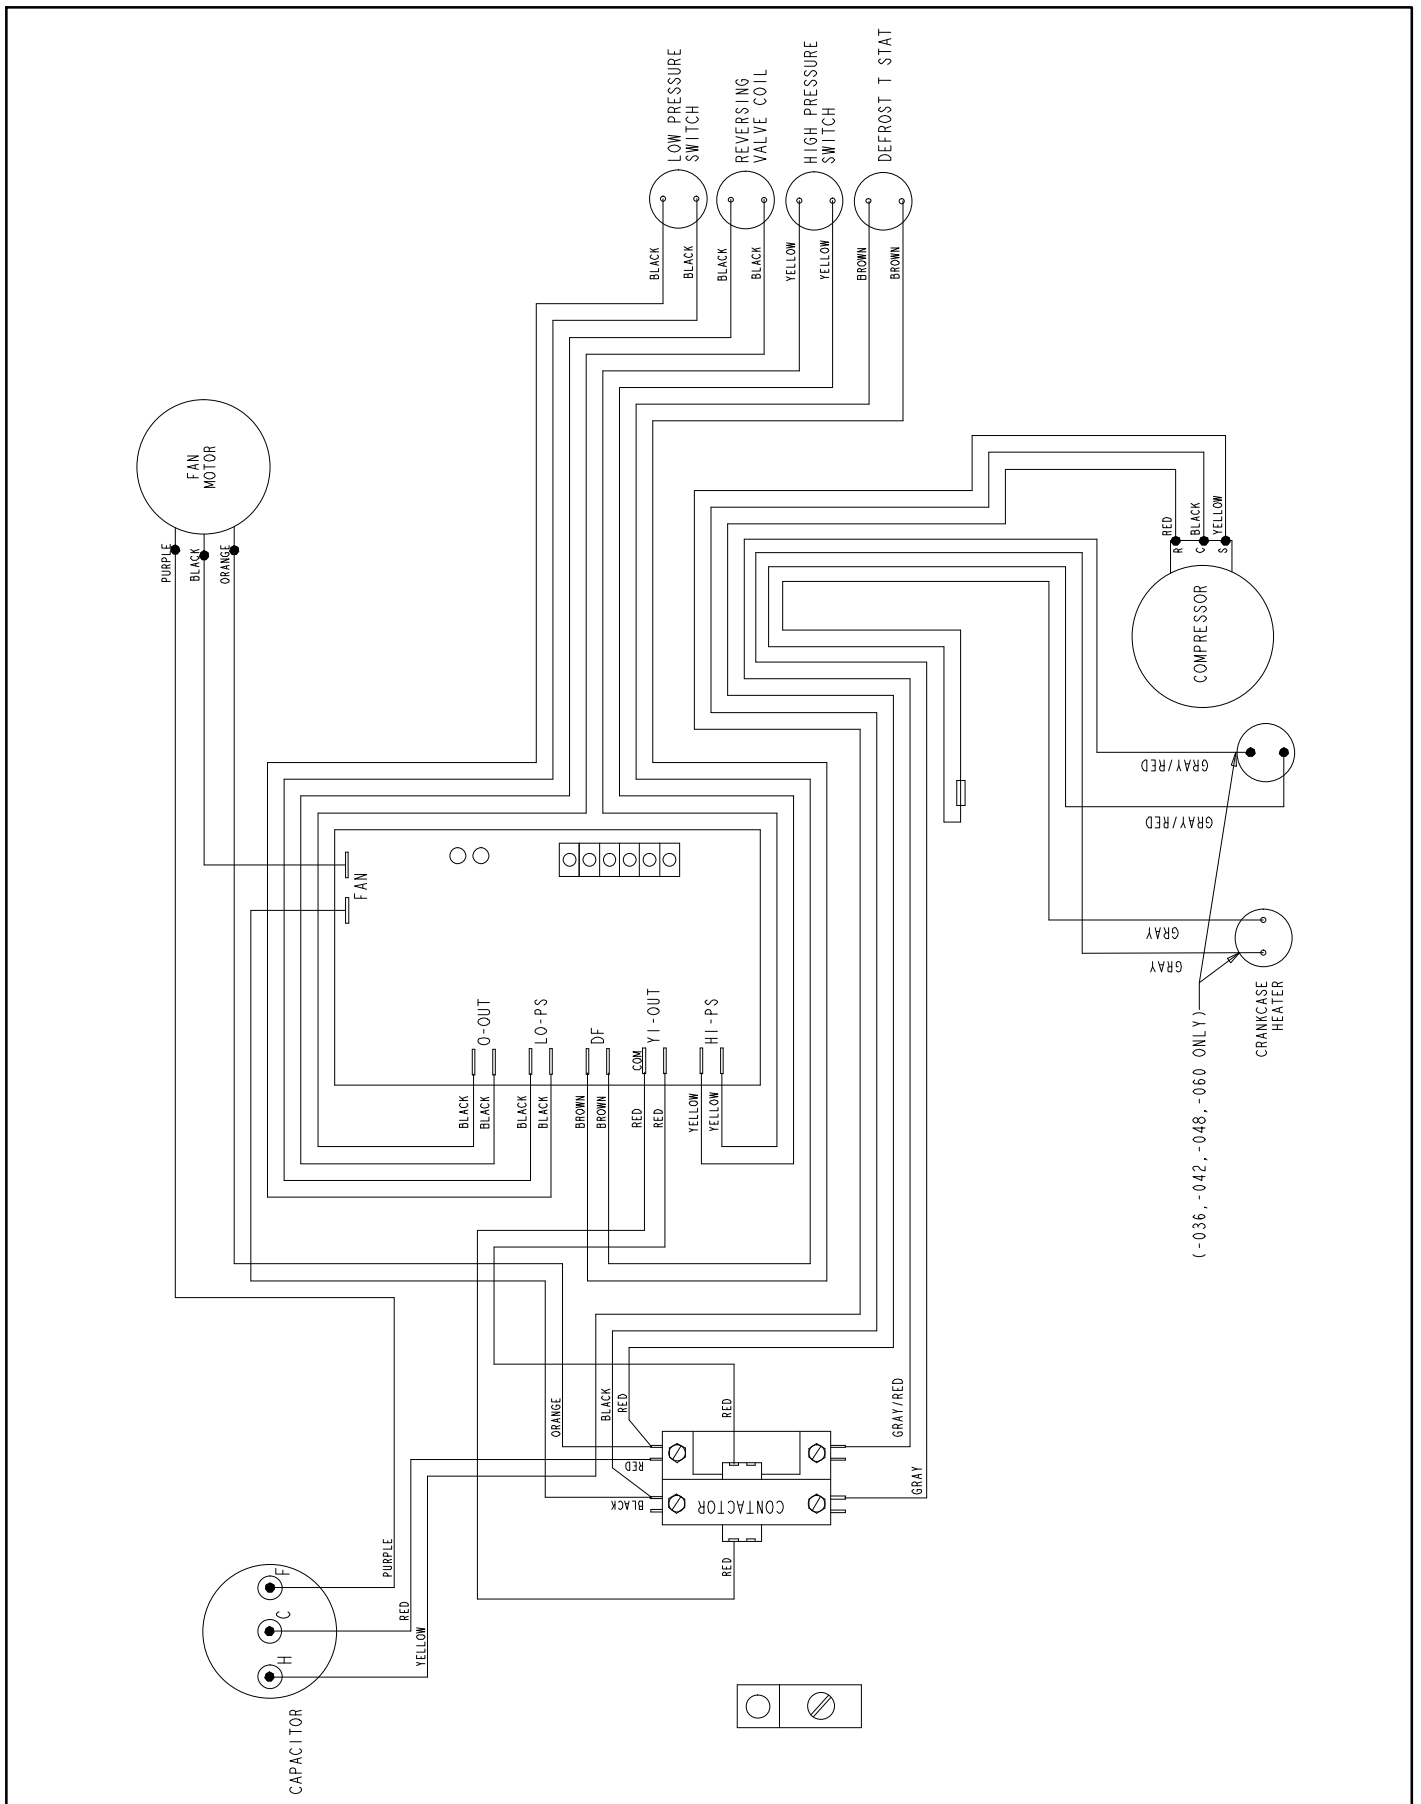 LOW PRESSURE
SWITCH
REVERSING
VALVE COIL
HIGH PRESSURE
SWITCH
DEFROST T STAT
BLACK
BLACK
BLACK
BLACK
YELLOW
YELLOW
BROWN
BROWN
FAN
MOTOR
PURPLE
BLACK
ORANGE
RED
BLACK
YELLOW
R
C
S
COMPRESSOR
GRAY/RED
GRAY/RED
GRAY
GRAY
CRANKCASE
HEATER
(-036,-042,-048,-060 ONLY)
FAN
O-OUT
LO-PS
DF
COM
YI-OUT
HI-PS
BLACK
BLACK
BLACK
BLACK
BROWN
BROWN
RED
RED
YELLOW
YELLOW
ORANGE
BLACK
RED
RED
GRAY/RED
RED
BLACK
CONTACTOR
GRAY
RED
PURPLE
RED
YELLOW
F
C
H
CAPACITOR